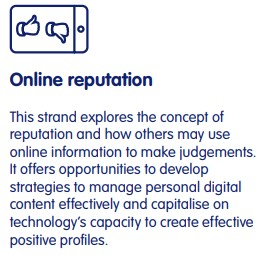 Online reputation
This strand explores the concept of
reputation and how others may use
online information to make judgements.
It offers opportunities to develop
strategies to manage personal digital
content effectively and capitalise on
technology's capacity to create effective
positive profiles.